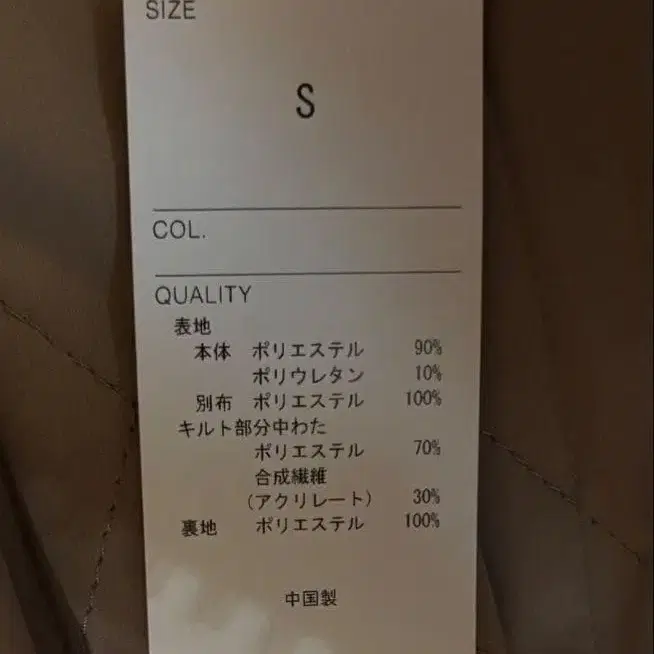 SIZE
S
COL.
QUALITY
表地
本体 ポリエステル 90%
ポリウレタン 10%
別布 ポリエステル 100%
キルト部分中わた
ポリエステル 70%
合成繊維
(アクリレート) 30%
裏地 ポリエステル 100%
中国製